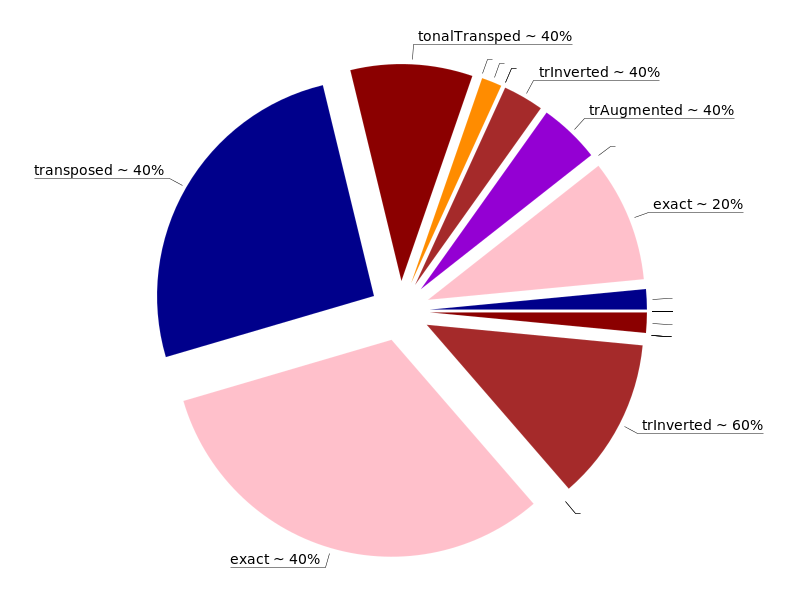 tonalTransped ~ 40%
trInverted ~ 40%
trAugmented ~ 40%
transposed ~ 40%
exact ~ 20%
trInverted ~ 60%
exact ~ 40%